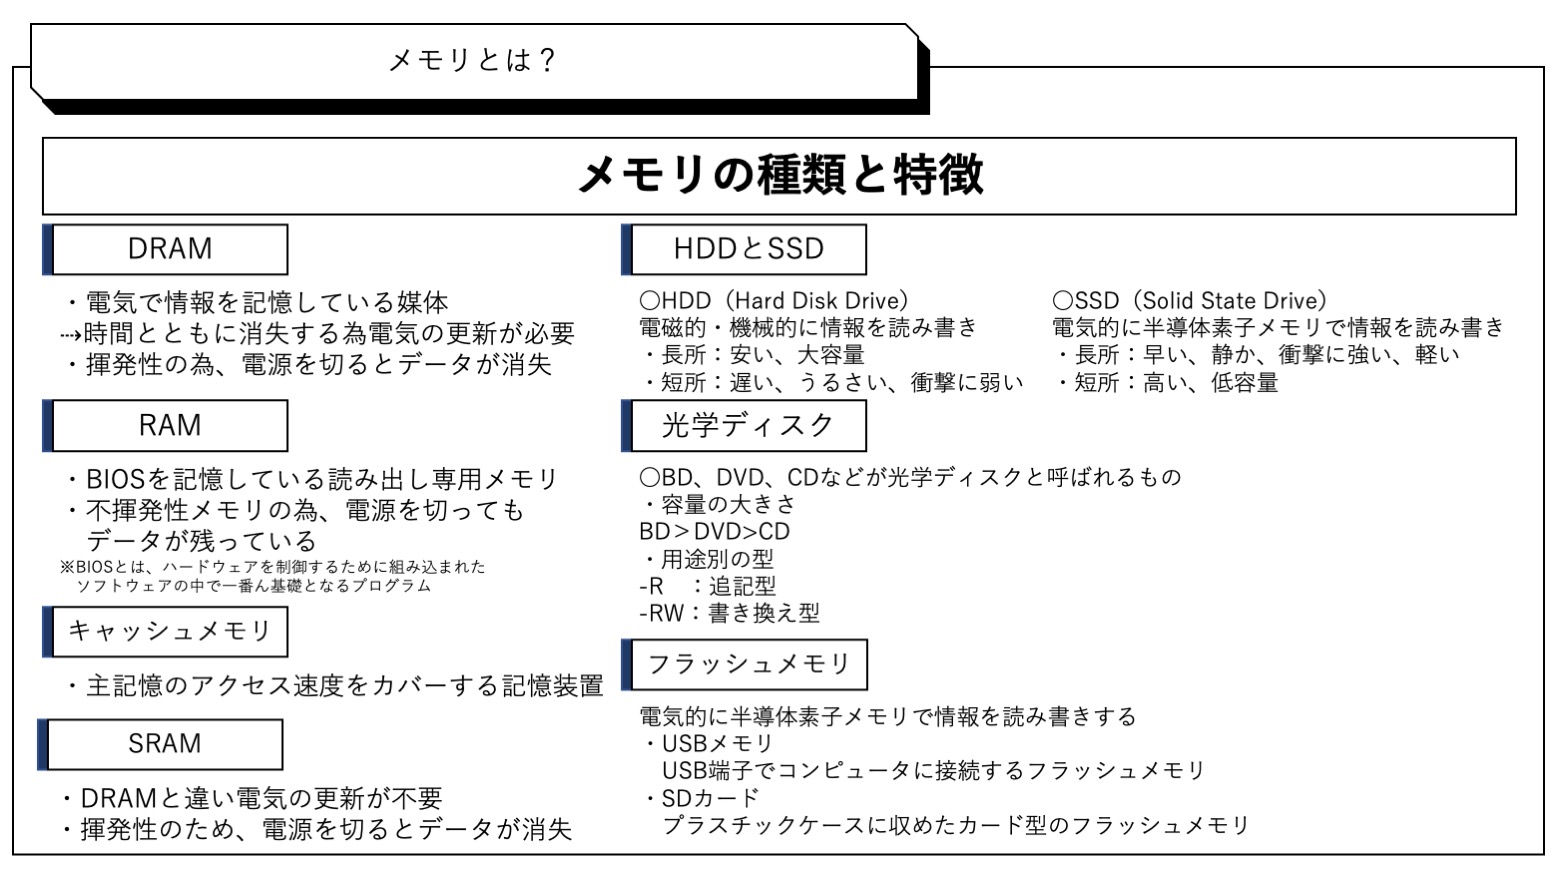 メモリとは？
メモリの種類と特徴
DRAM
・電気で情報を記憶している媒体
⇢時間とともに消失する為電気の更新が必要
・揮発性の為、電源を切るとデータが消失
RAM
・BIOSを記憶している読み出し専用メモリ
・不揮発性メモリの為、電源を切っても
データが残っている
※BIOSとは、ハードウェアを制御するために組み込まれた
ソフトウェアの中で一番ん基礎となるプログラム
キャッシュメモリ
・主記憶のアクセス速度をカバーする記憶装置
SRAM
・DRAMと違い電気の更新が不要
・揮発性のため、電源を切るとデータが消失
HDDとSSD
〇HDD（Hard Disk Drive）
電磁的・機械的に情報を読み書き
・長所：安い、大容量
・短所：遅い、うるさい、衝撃に弱い
〇SSD（Solid State Drive）
電気的に半導体素子メモリで情報を読み書き
・長所：早い、静か、衝撃に強い、軽い
・短所：高い、低容量
光学ディスク
〇BD、DVD、CDなどが光学ディスクと呼ばれるもの
・容量の大きさ
BD＞DVD>CD
・用途別の型
-R　：追記型
-RW：書き換え型
フラッシュメモリ
電気的に半導体素子メモリで情報を読み書きする
・USBメモリ
USB端子でコンピュータに接続するフラッシュメモリ
・SDカード
プラスチックケースに収めたカード型のフラッシュメモリ